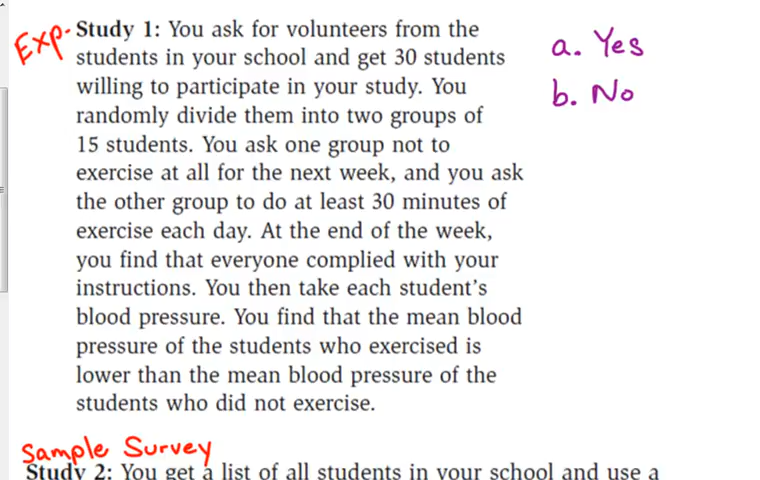 Exp. Study 1: You ask for volunteers from the
students in your school and get 30 students
willing to participate in your study. You
randomly divide them into two groups of
15 students. You ask one group not to
exercise at all for the next week, and you ask
the other group to do at least 30 minutes of
exercise each day. At the end of the week,
you find that everyone complied with your
instructions. You then take each student's
blood pressure. You find that the mean blood
pressure of the students who exercised is
lower than the mean blood pressure of the
students who did not exercise.
a. Yes
b. No
Sample Survey
Study 2: You get a list of all students in your school and use a